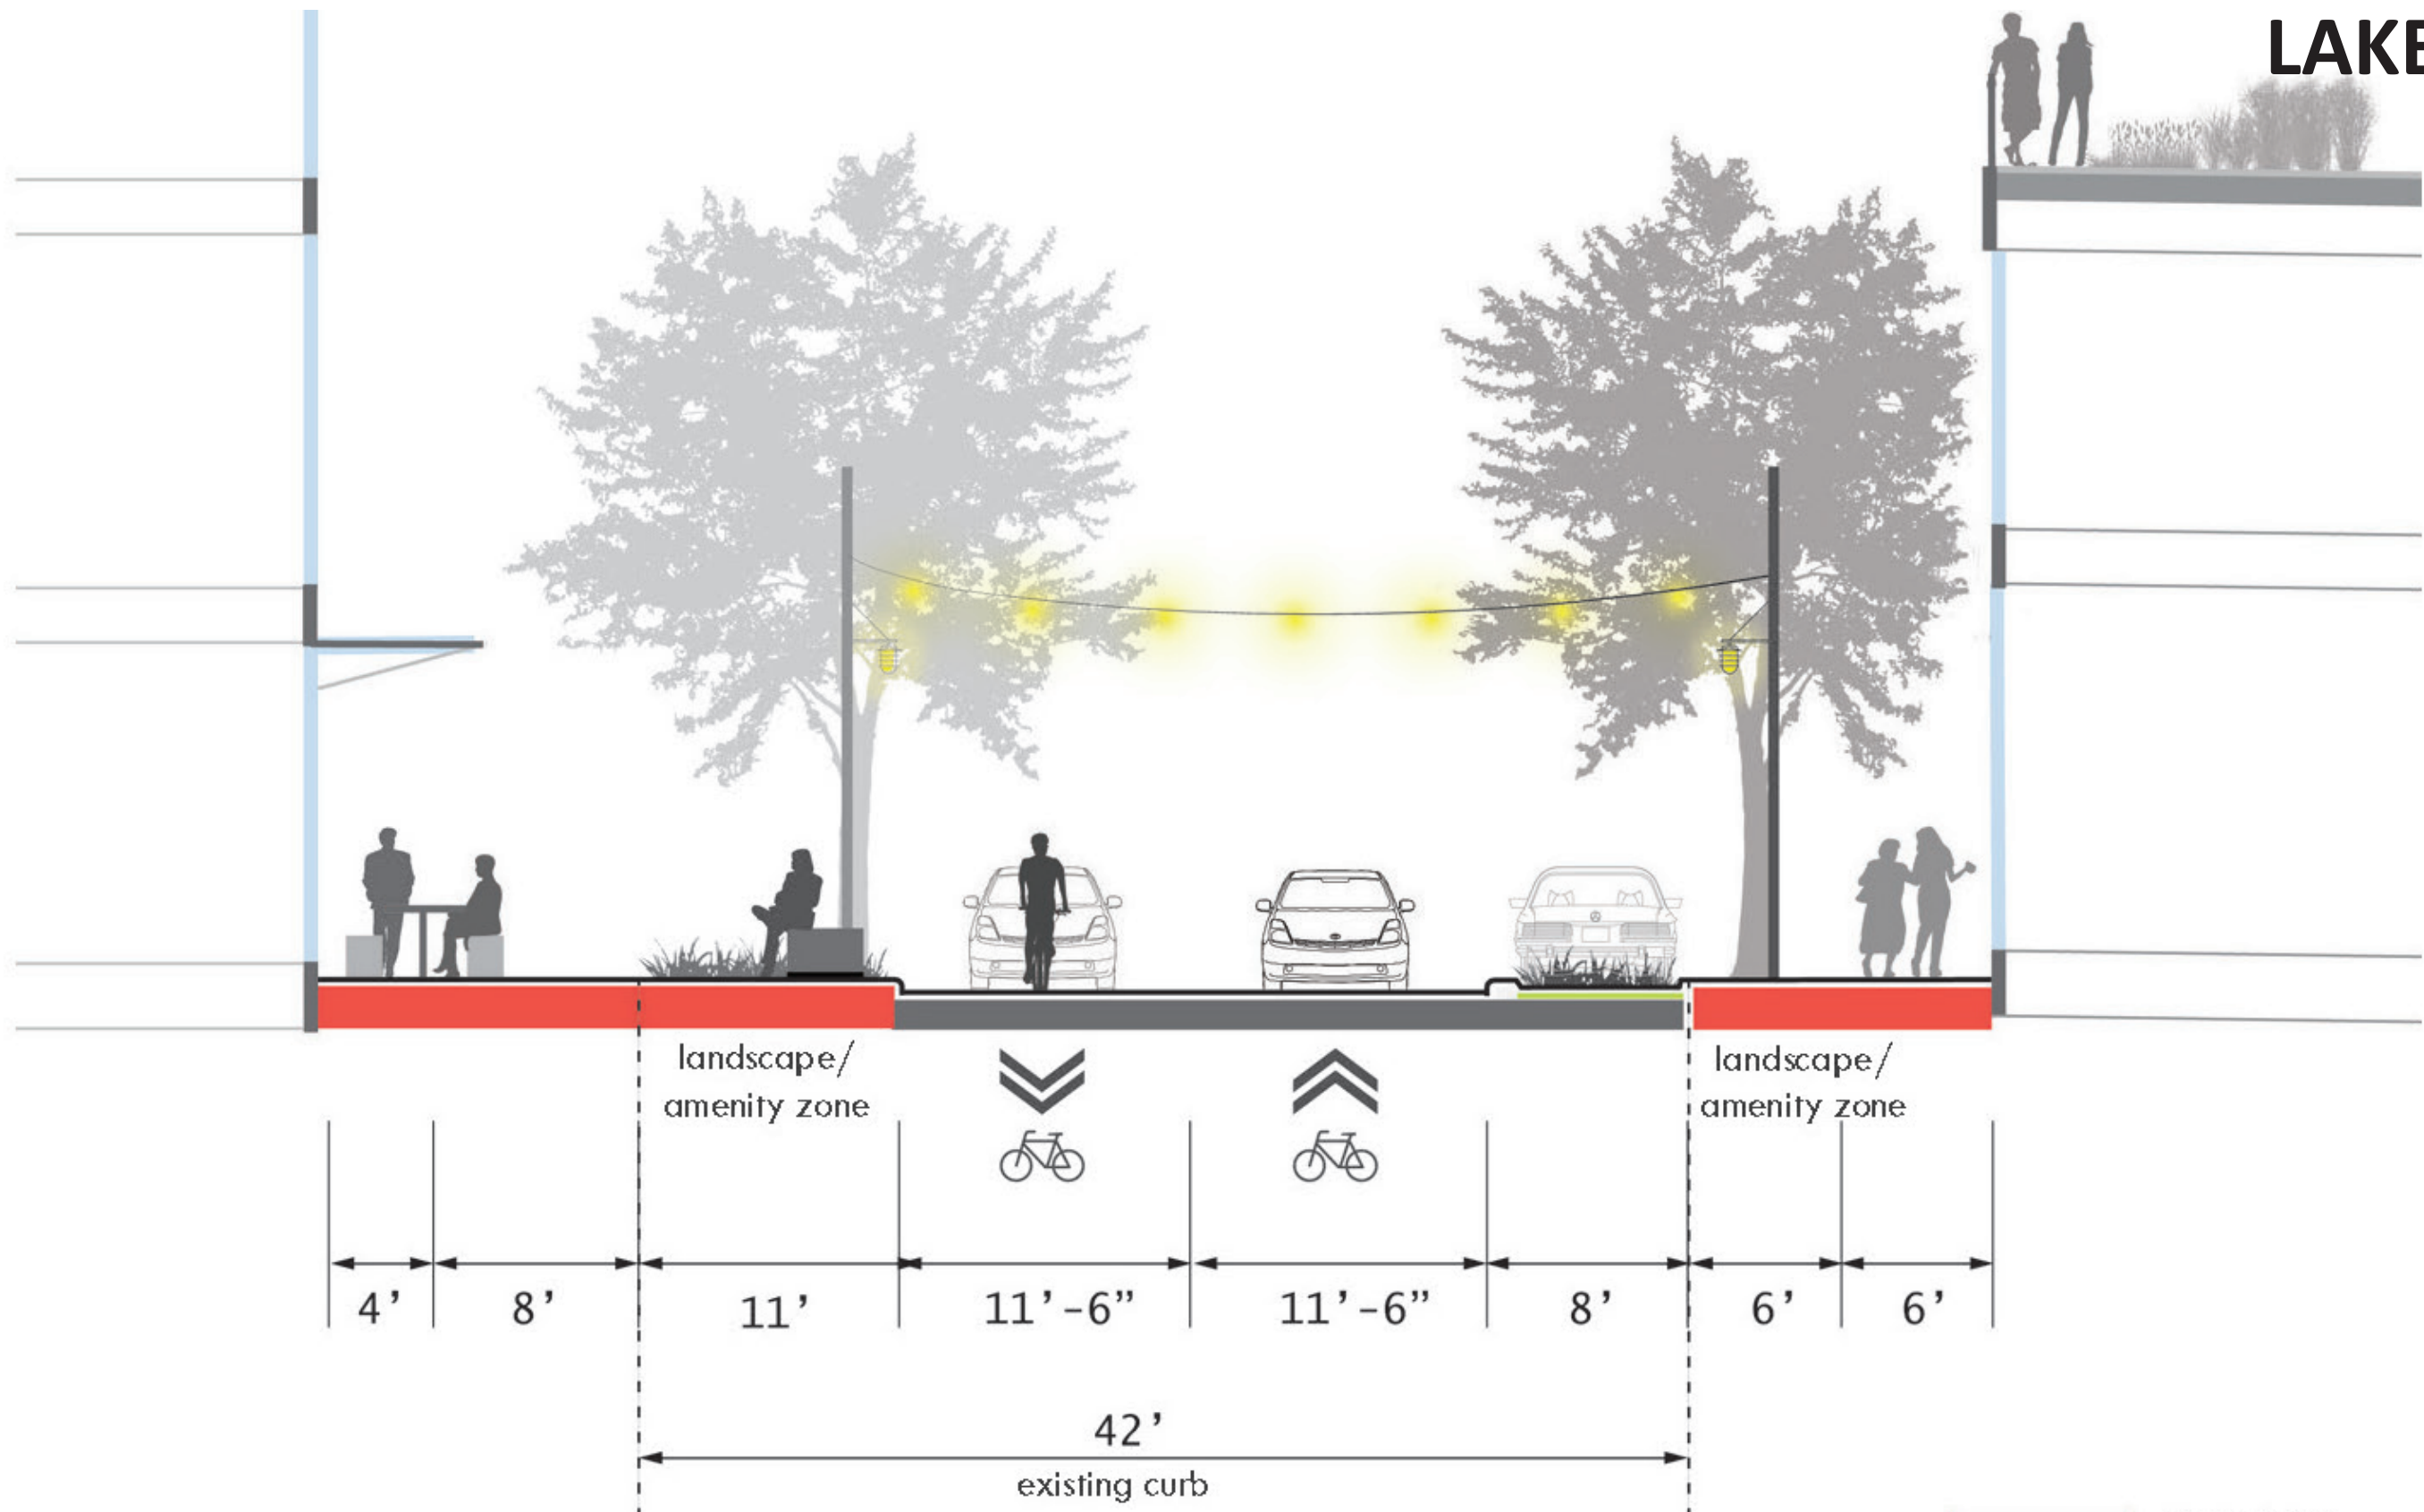 LAKE
landscape/
amenity zone
landscape/
amenity zone
4’ 8’ 11’ 11’-6” 11’-6” 8’ 6’ 6’
42’
existing curb